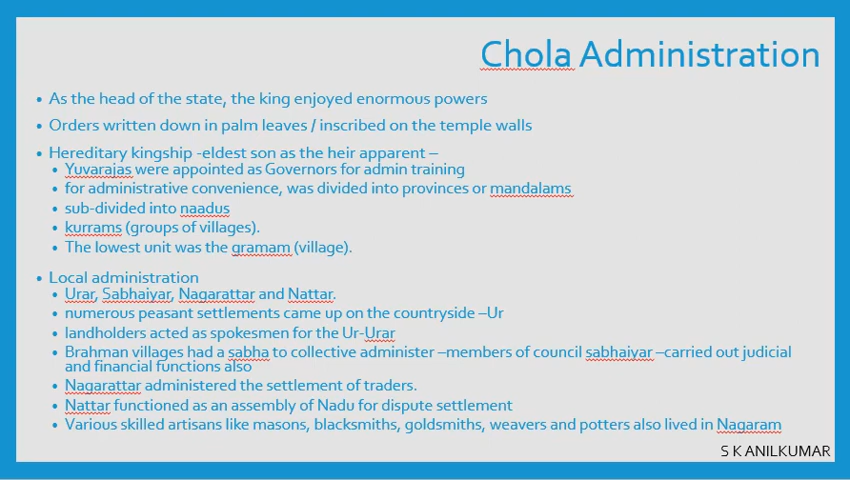 Chola Administration
• As the head of the state, the king enjoyed enormous powers
• Orders written down in palm leaves / inscribed on the temple walls
• Hereditary kingship -eldest son as the heir apparent –
• Yuvarajas were appointed as Governors for admin training
• for administrative convenience, was divided into provinces or mandalams
• sub-divided into naadus
• kurrams (groups of villages).
• The lowest unit was the gramam (village).
• Local administration
• Urar, Sabhaiyar, Nagarattar and Nattar.
• numerous peasant settlements came up on the countryside –Ur
• landholders acted as spokesmen for the Ur-Urar
• Brahman villages had a sabha to collective administer –members of council sabhaiyar –carried out judicial
and financial functions also
• Nagarattar administered the settlement of traders.
• Nattar functioned as an assembly of Nadu for dispute settlement
• Various skilled artisans like masons, blacksmiths, goldsmiths, weavers and potters also lived in Nagaram
S K ANILKUMAR